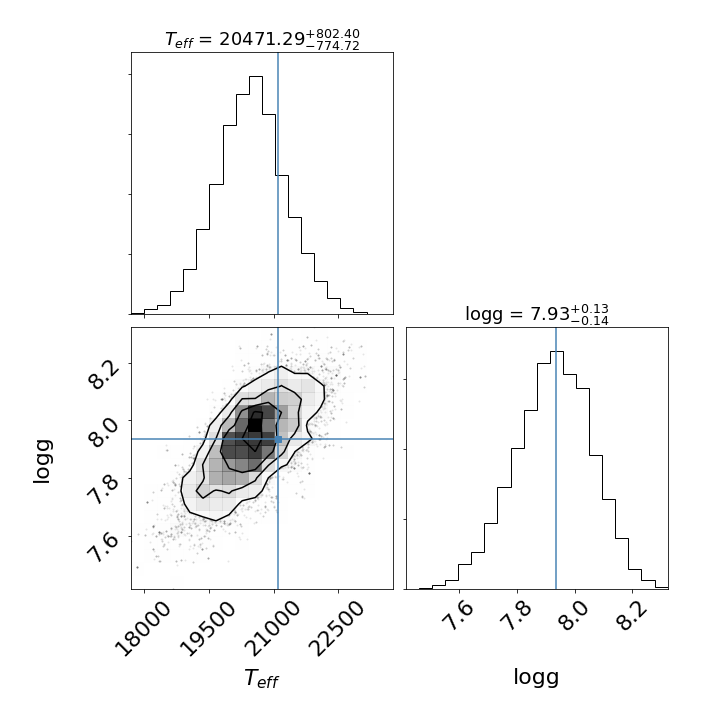 T_eff = 20471.29^{+802.40}_{-774.72}
logg = 7.93^{+0.13}_{-0.14}
8.2
8.0
7.8
7.6
logg
18000 19500 21000 22500
T_eff
7.6 7.8 8.0 8.2
logg